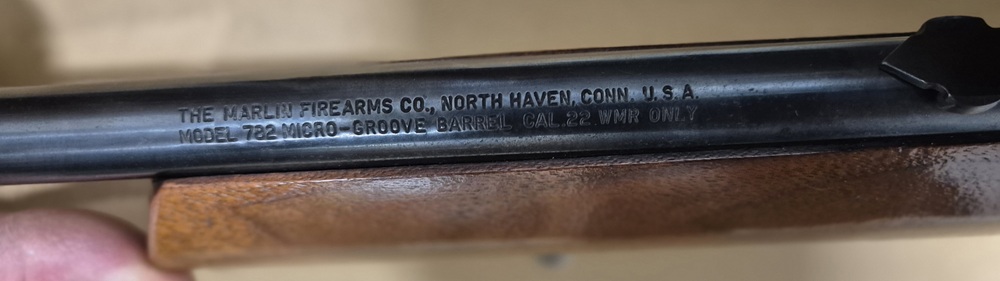 THE MARLIN FIREARMS CO., NORTH HAVEN, CONN. U.S.A.
MODEL 782 MICRO-GROOVE BARREL CAL.22 WMR ONLY